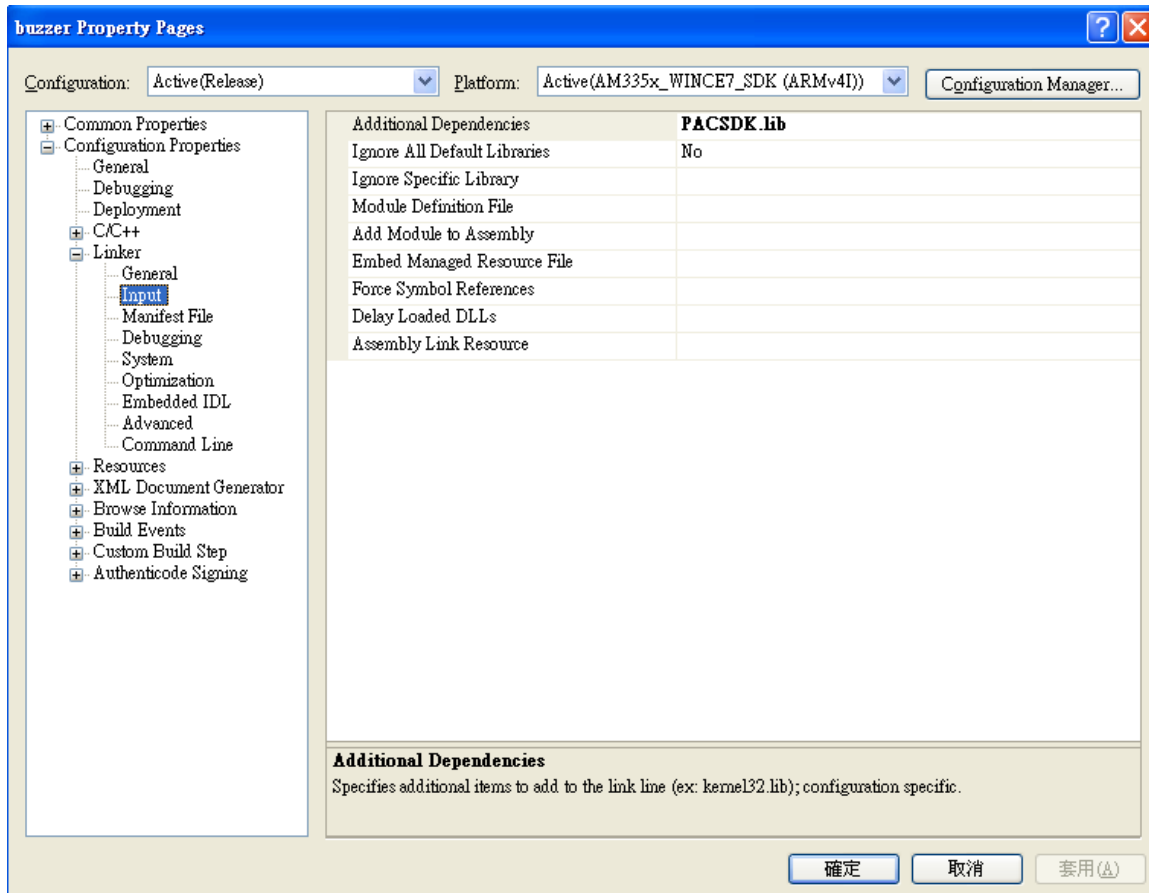 buzzer Property Pages
Configuration: Active(Release) Platform: Active(AM335x_WINCE7_SDK (ARMv4I)) Configuration Manager...
Common Properties
Configuration Properties
General
Debugging
Deployment
C/C++
Linker
General
Input
Manifest File
Debugging
System
Optimization
Embedded IDL
Advanced
Command Line
Resources
XML Document Generator
Browse Information
Build Events
Custom Build Step
Authenticode Signing
Additional Dependencies PACSDK.lib
Ignore All Default Libraries No
Ignore Specific Library
Module Definition File
Add Module to Assembly
Embed Managed Resource File
Force Symbol References
Delay Loaded DLLs
Assembly Link Resource
Additional Dependencies
Specifies additional items to add to the link line (ex: kernel32.lib); configuration specific.
確定 取消 套用(A)